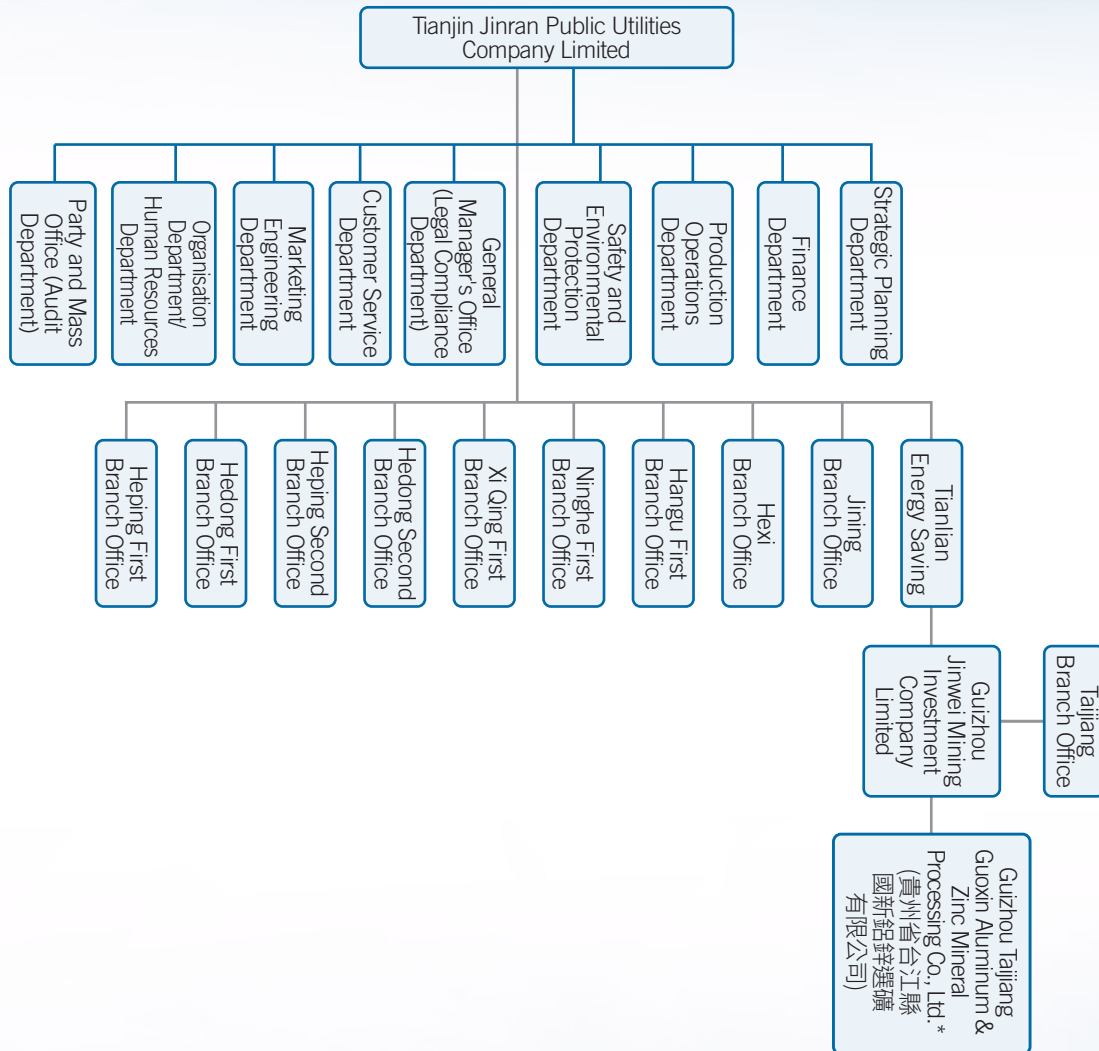 Tianjin Jinran Public Utilities
Company Limited
Party and Mass
Office (Audit
Department)
Organisation
Department/
Human Resources
Department
Marketing
Engineering
Department
Customer Service
Department
General
Manager's Office
(Legal Compliance
Department)
Safety and
Environmental
Protection
Department
Production
Operations
Department
Finance
Department
Strategic Planning
Department
Heping First
Branch Office
Hedong First
Branch Office
Heping Second
Branch Office
Hedong Second
Branch Office
Xi Qing First
Branch Office
Ninghe First
Branch Office
Hangu First
Branch Office
Hexi
Branch Office
Jining
Branch Office
Tianlian
Energy Saving
Guizhou
Jinwei Mining
Investment
Company
Limited
Taijiang
Branch Office
Guizhou Taijiang
Guoxin Aluminum &
Zinc Mineral
Processing Co., Ltd.*
(貴州省台江縣
國新鋁鋅選礦
有限公司)